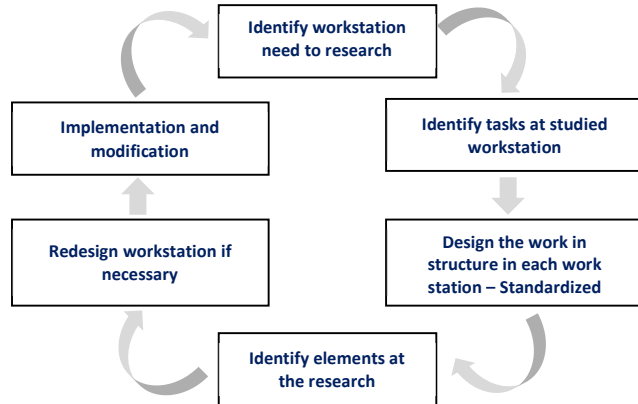 Identify workstation
need to research
Identify tasks at studied
workstation
Design the work in
structure in each work
station – Standardized
Identify elements at
the research
Redesign workstation if
necessary
Implementation and
modification